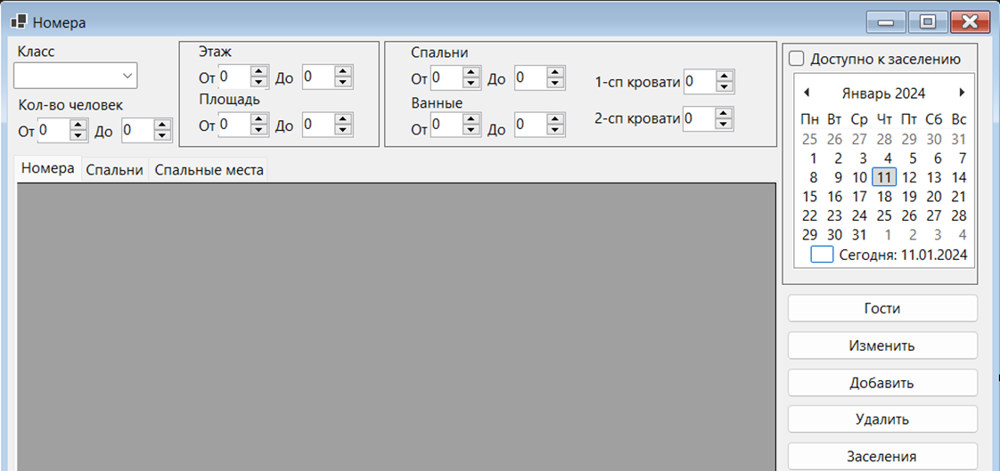 Номера
Класс
Кол-во человек
От 0 До 0
Этаж
От 0 До 0
Площадь
От 0 До 0
Спальни
От 0 До 0
Ванные
От 0 До 0
1-сп кровати 0
2-сп кровати 0
Доступно к заселению
Январь 2024
Пн Вт Ср Чт Пт Сб Вс
25 26 27 28 29 30 31
1 2 3 4 5 6 7
8 9 10 11 12 13 14
15 16 17 18 19 20 21
22 23 24 25 26 27 28
29 30 31 1 2 3 4
Сегодня: 11.01.2024
Номера Спальни Спальные места
Гости
Изменить
Добавить
Удалить
Заселения